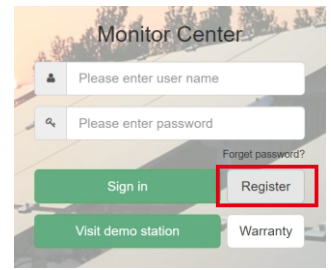 Monitor Center
Please enter user name
Please enter password
Forget password?
Sign in
Register
Visit demo station
Warranty